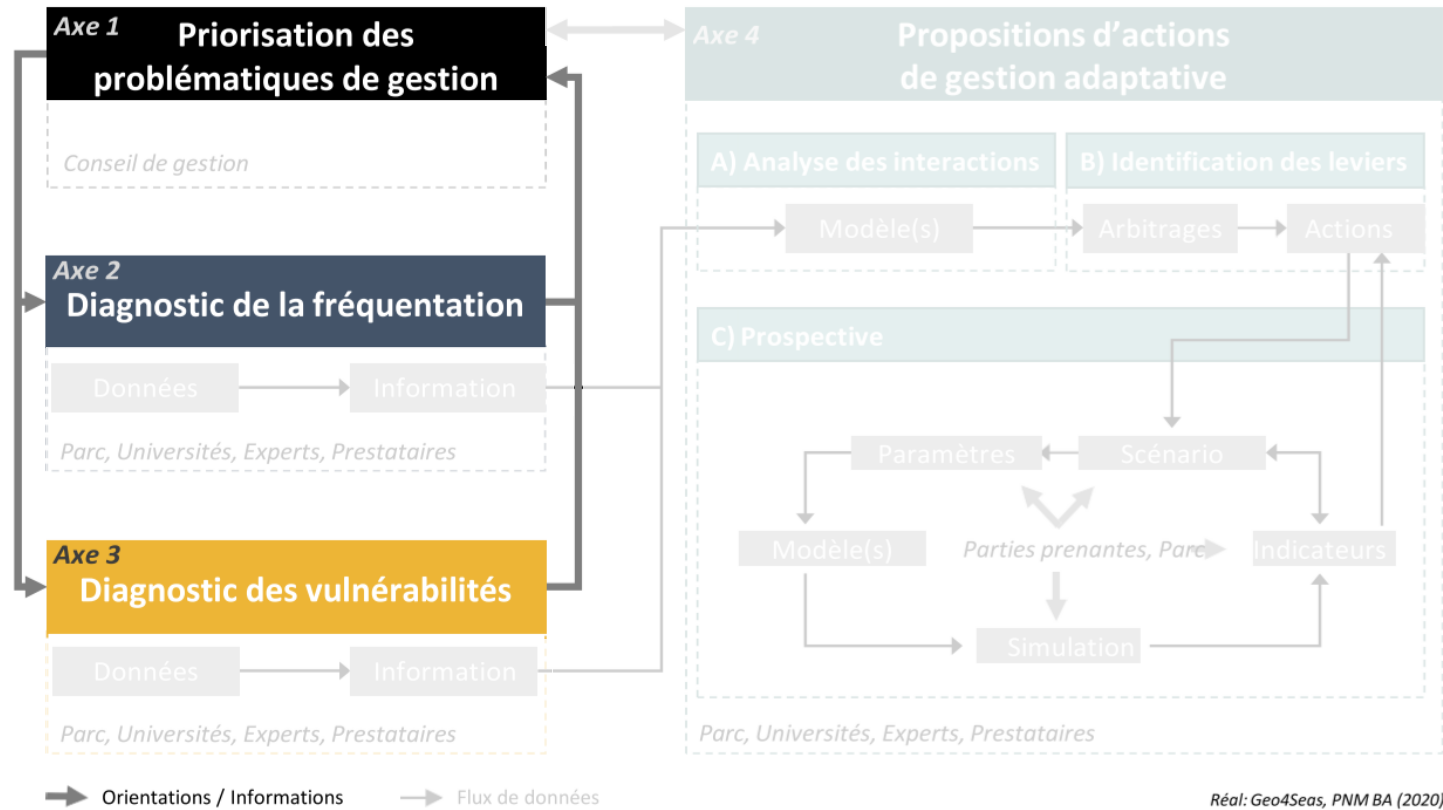 Axe 1
Priorisation des
problématiques de gestion
Conseil de gestion
Axe 2
Diagnostic de la fréquentation
Données
Information
Parc, Universités, Experts, Prestataires
Axe 3
Diagnostic des vulnérabilités
Données
Information
Parc, Universités, Experts, Prestataires
Axe 4
Propositions d’actions
de gestion adaptative
A) Analyse des interactions
B) Identification des leviers
Modèle(s)
Arbitrages
Actions
C) Prospective
Paramètres
Scénario
Modèle(s)
Parties prenantes, Parc
Indicateurs
Simulation
Parc, Universités, Experts, Prestataires
Orientations / Informations
Flux de données
Réal: Geo4Seas, PNM BA (2020)